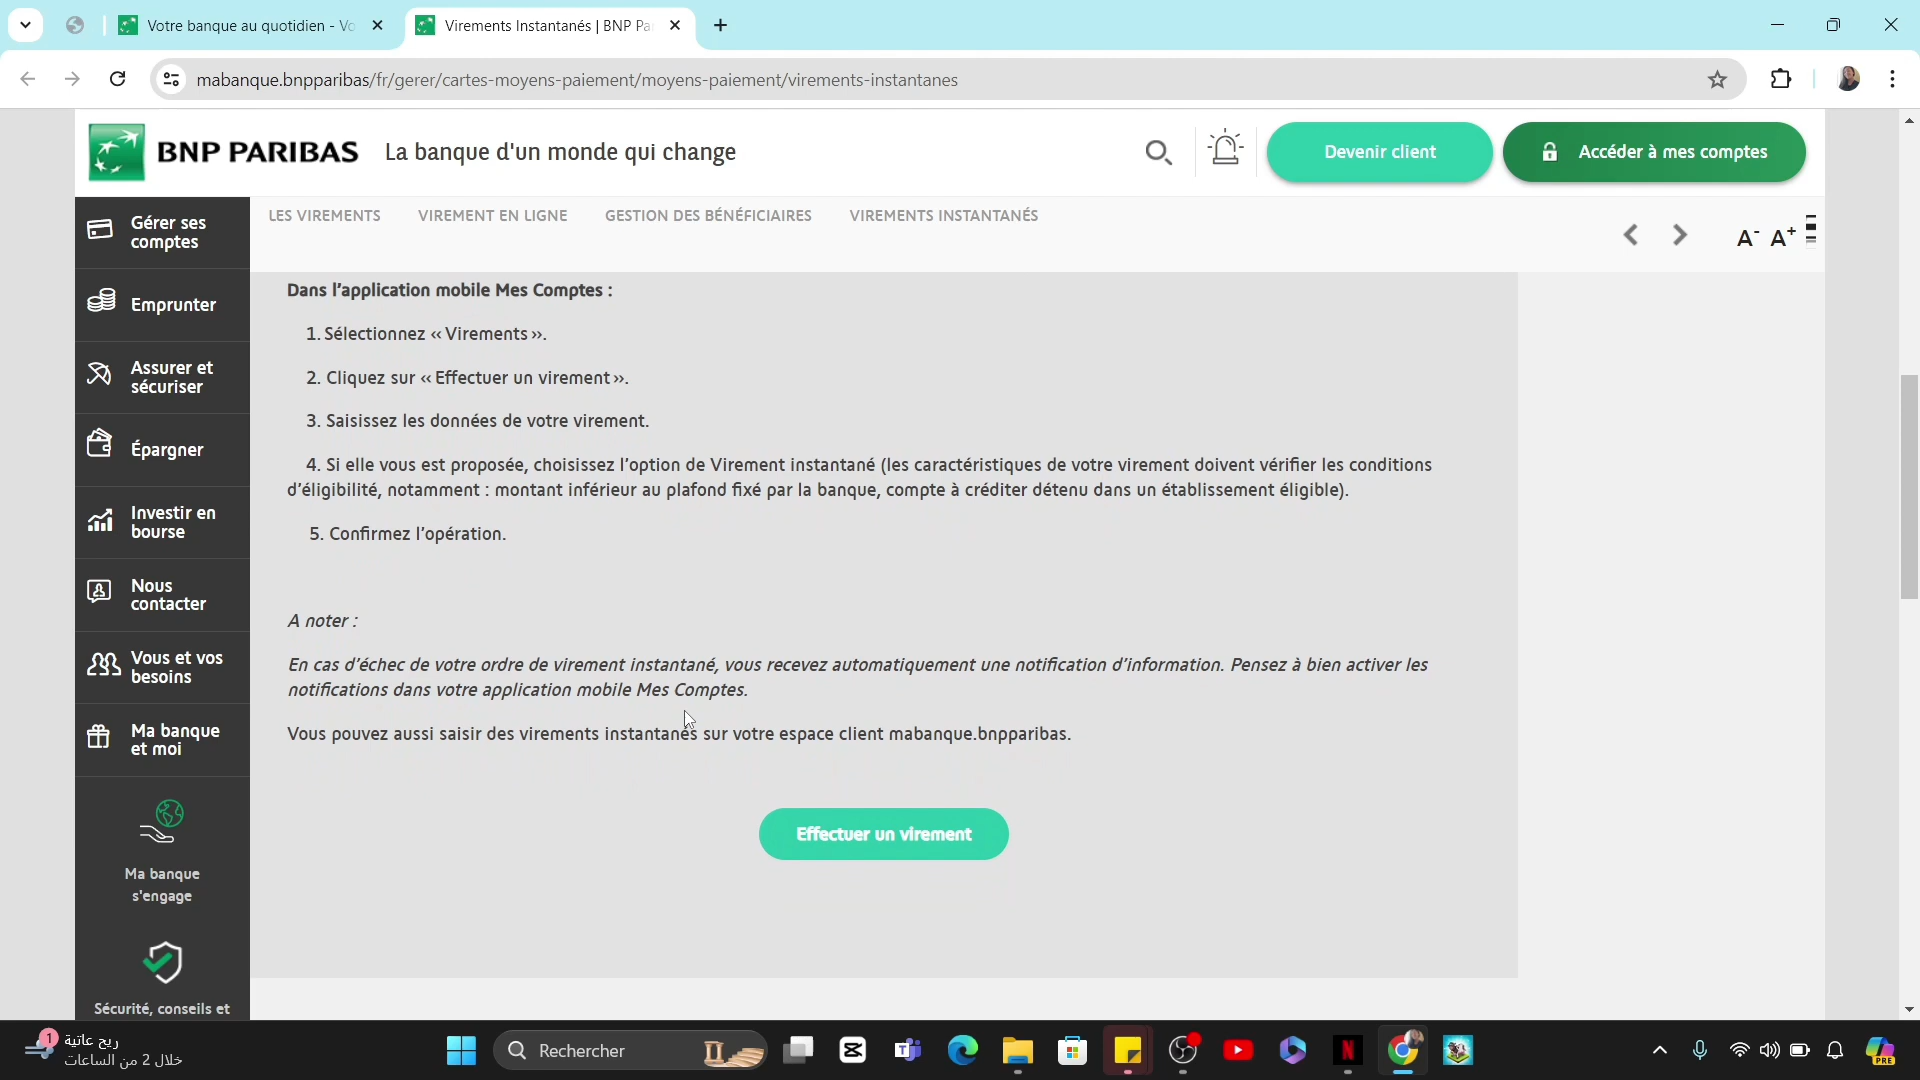 Votre banque au quotidien - Vo
Virements Instantanés | BNP Pa
mabanque.bnpparibas/fr/gerer/cartes-moyens-paiement/moyens-paiement/virements-instantanes
BNP PARIBAS
La banque d'un monde qui change
Devenir client
Accéder à mes comptes
LES VIREMENTS
VIREMENT EN LIGNE
GESTION DES BÉNÉFICIAIRES
VIREMENTS INSTANTANÉS
A-
A+
Gérer ses
comptes
Emprunter
Assurer et
sécuriser
Épargner
Investir en
bourse
Nous
contacter
Vous et vos
besoins
Ma banque
et moi
Ma banque
s'engage
Sécurité, conseils et
Dans l'application mobile Mes Comptes :
1. Sélectionnez « Virements ».
2. Cliquez sur « Effectuer un virement ».
3. Saisissez les données de votre virement.
4. Si elle vous est proposée, choisissez l'option de Virement instantané (les caractéristiques de votre virement doivent vérifier les conditions
d'éligibilité, notamment : montant inférieur au plafond fixé par la banque, compte à créditer détenu dans un établissement éligible).
5. Confirmez l'opération.
A noter :
En cas d'échec de votre ordre de virement instantané, vous recevez automatiquement une notification d'information. Pensez à bien activer les
notifications dans votre application mobile Mes Comptes.
Vous pouvez aussi saisir des virements instantanés sur votre espace client mabanque.bnpparibas.
Effectuer un virement
1
ريح عاتية
خلال 2 من الساعات
Rechercher
PRE